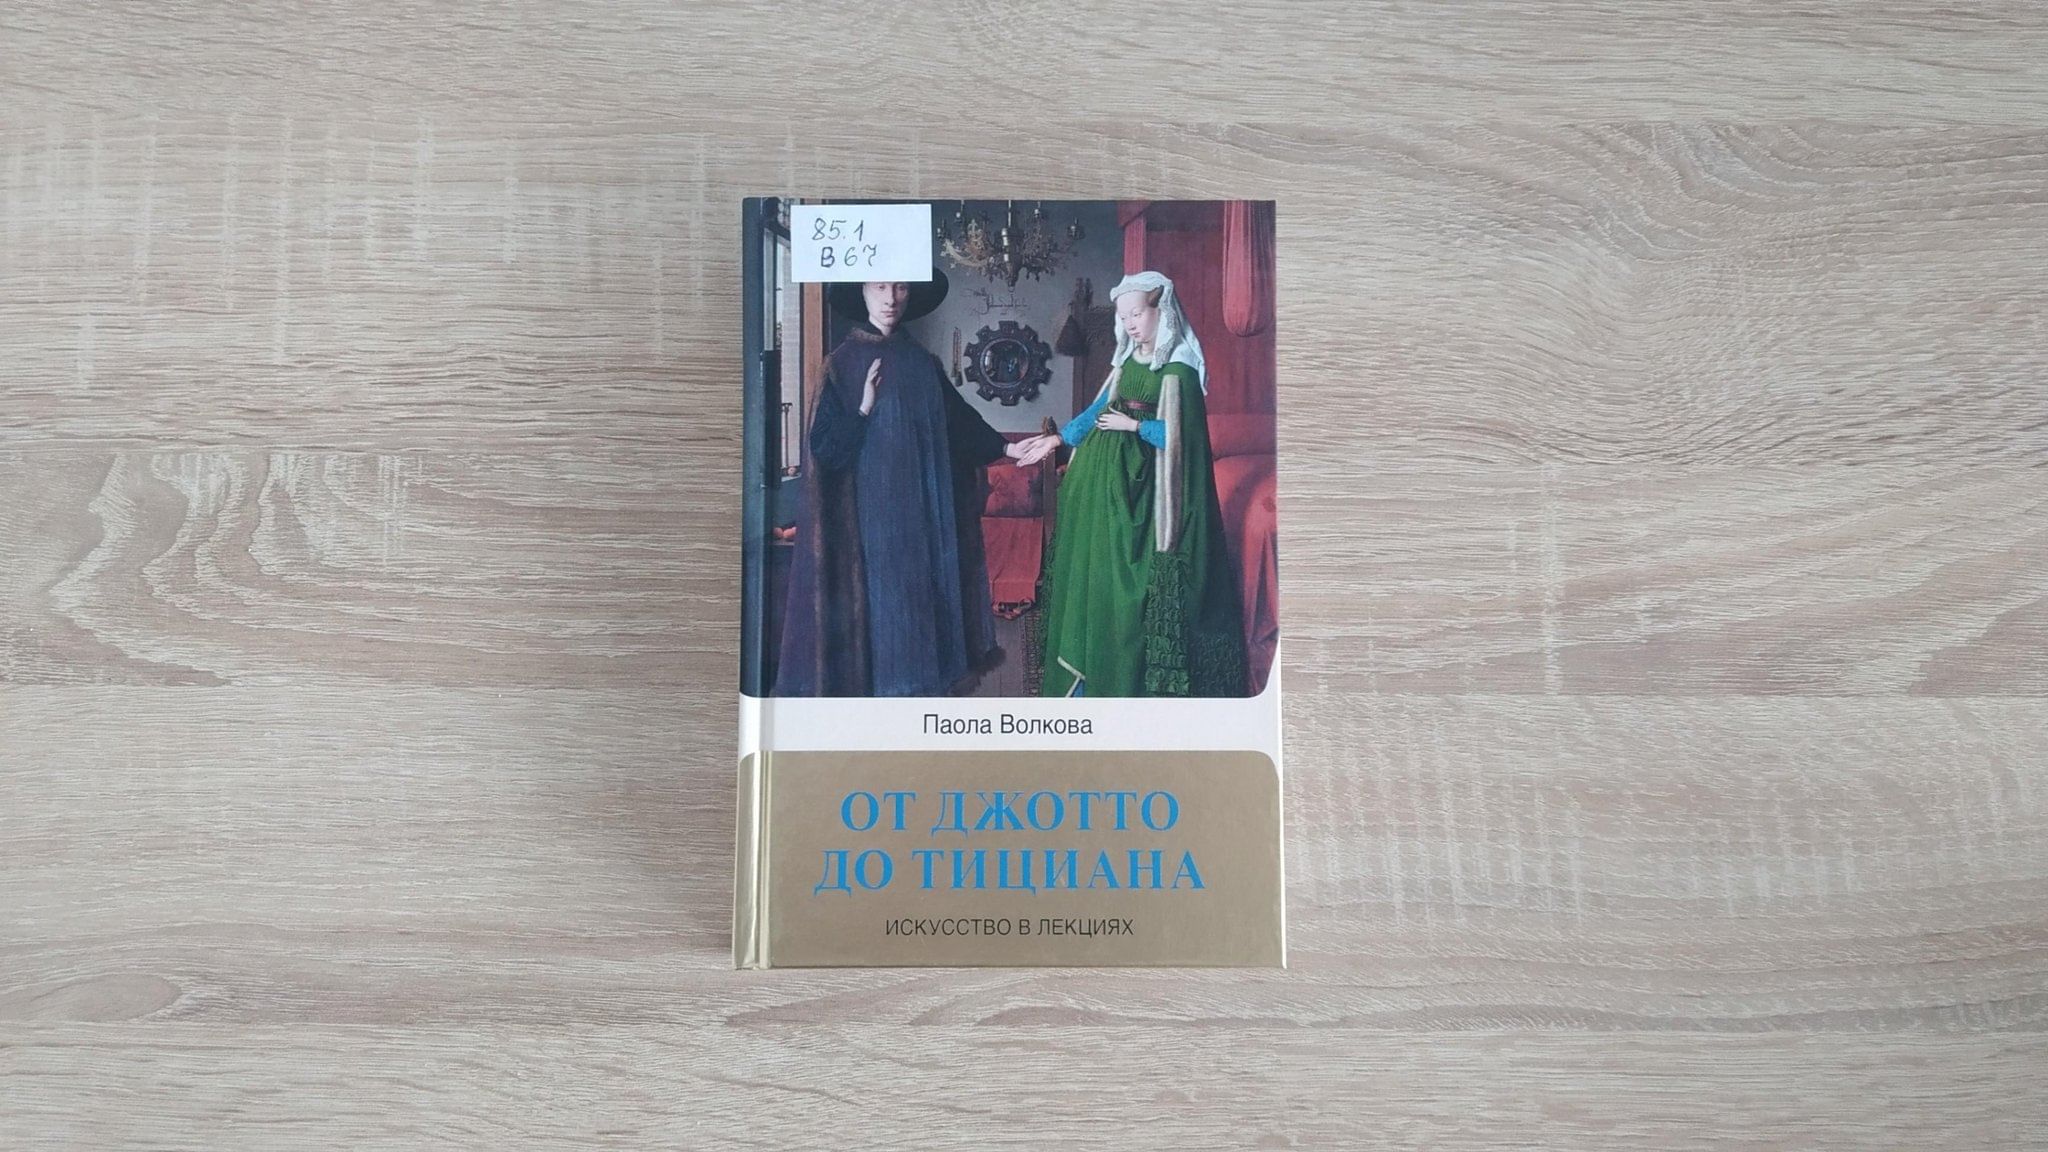 85.1
В 67
Паола Волкова
ОТ ДЖОТТО
ДО ТИЦИАНА
ИСКУССТВО В ЛЕКЦИЯХ